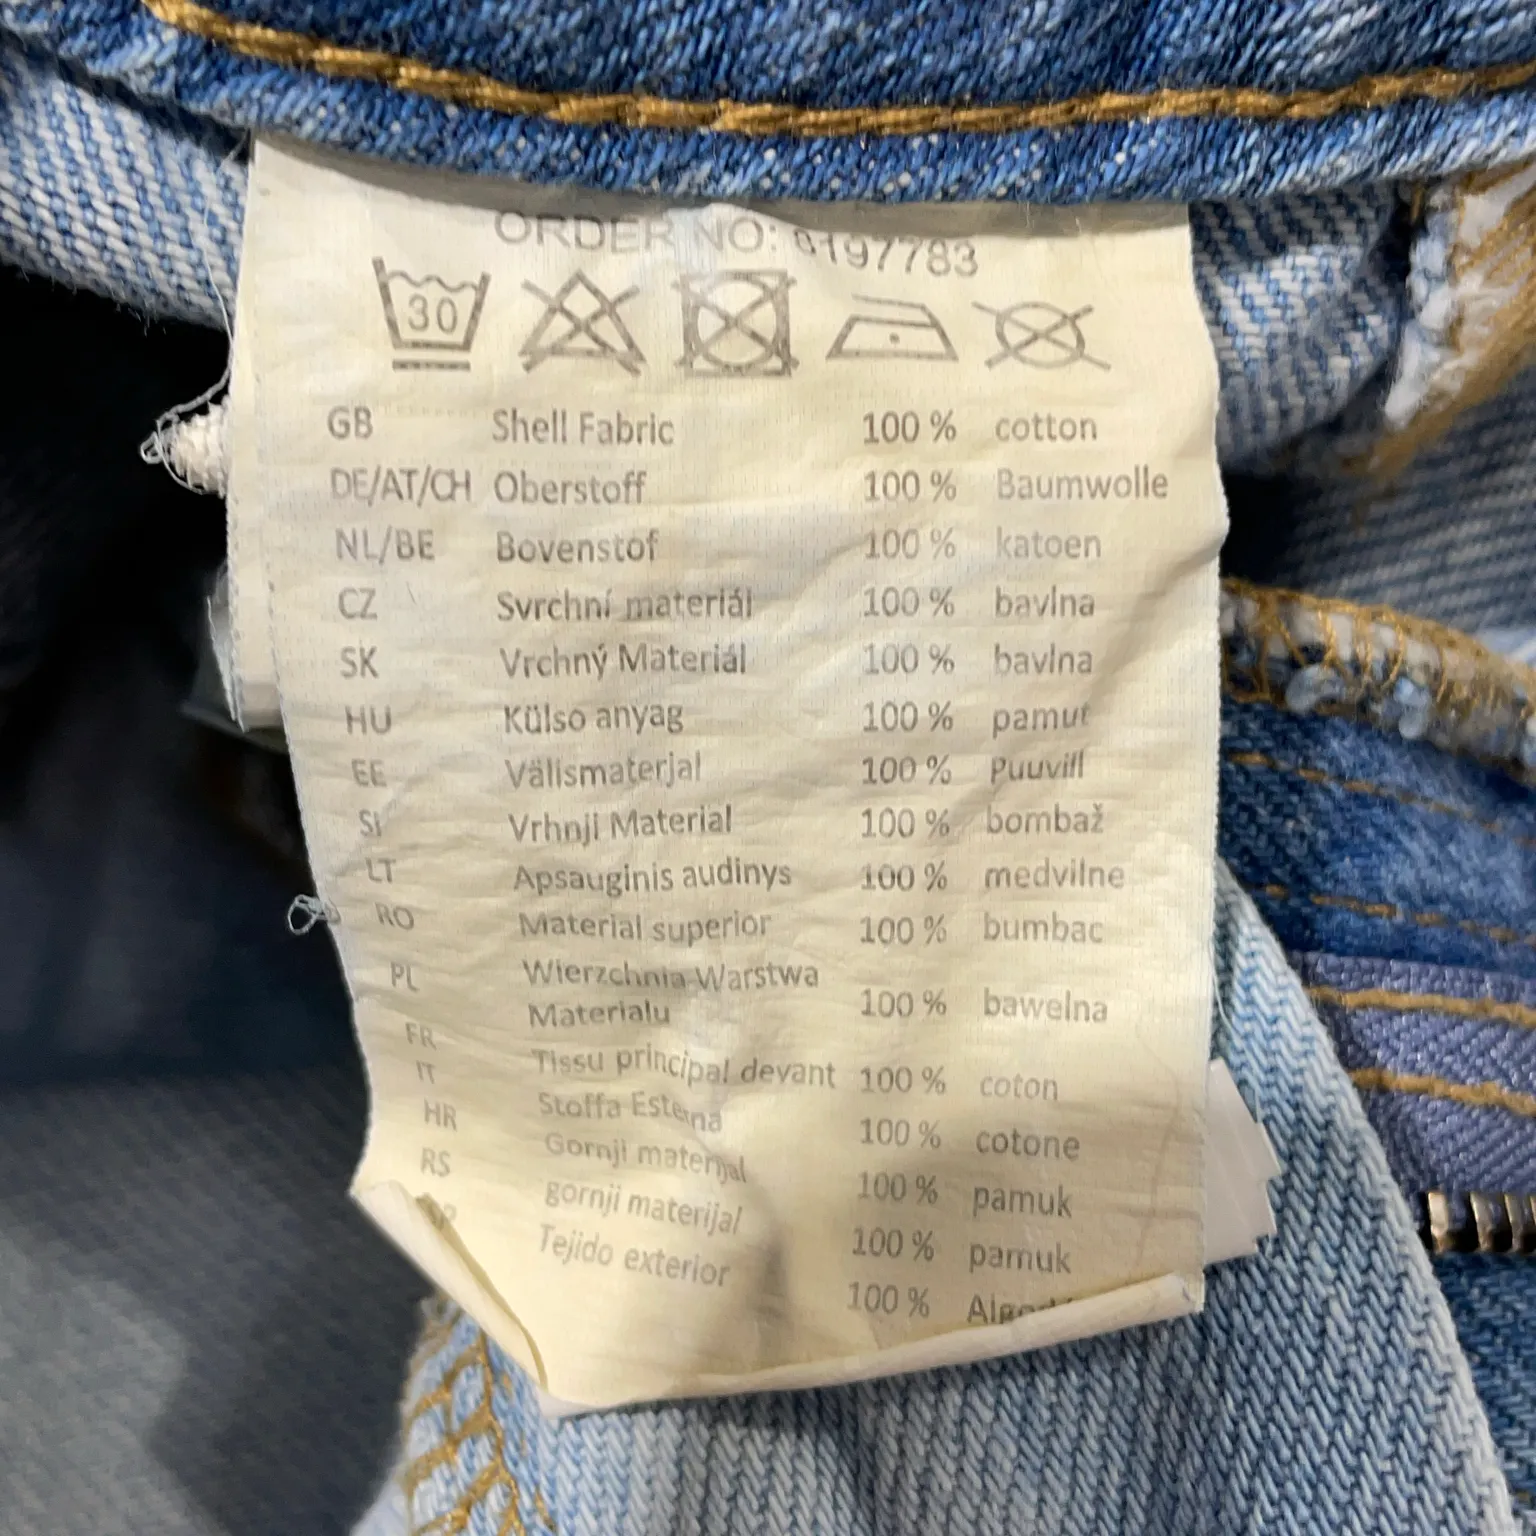 ORDER NO: 6197783
30
GB Shell Fabric 100 % cotton
DE/AT/CH Oberstoff 100 % Baumwolle
NL/BE Bovenstof 100 % katoen
CZ Svrchní materiál 100 % bavlna
SK Vrchný Materiál 100 % bavlna
HU Külso anyag 100 % pamut
EE Välismaterjal 100 % Puuvill
SI Vrhnji Material 100 % bombaž
LT Apsauginis audinys 100 % medvilne
RO Material superior 100 % bumbac
PL Wierzchnia Warstwa
Materialu 100 % bawelna
FR Tissu principal devant 100 % coton
IT Stoffa Esterna 100 % cotone
HR Gornji materijal 100 % pamuk
RS gornji materijal 100 % pamuk
Tejido exterior 100 %